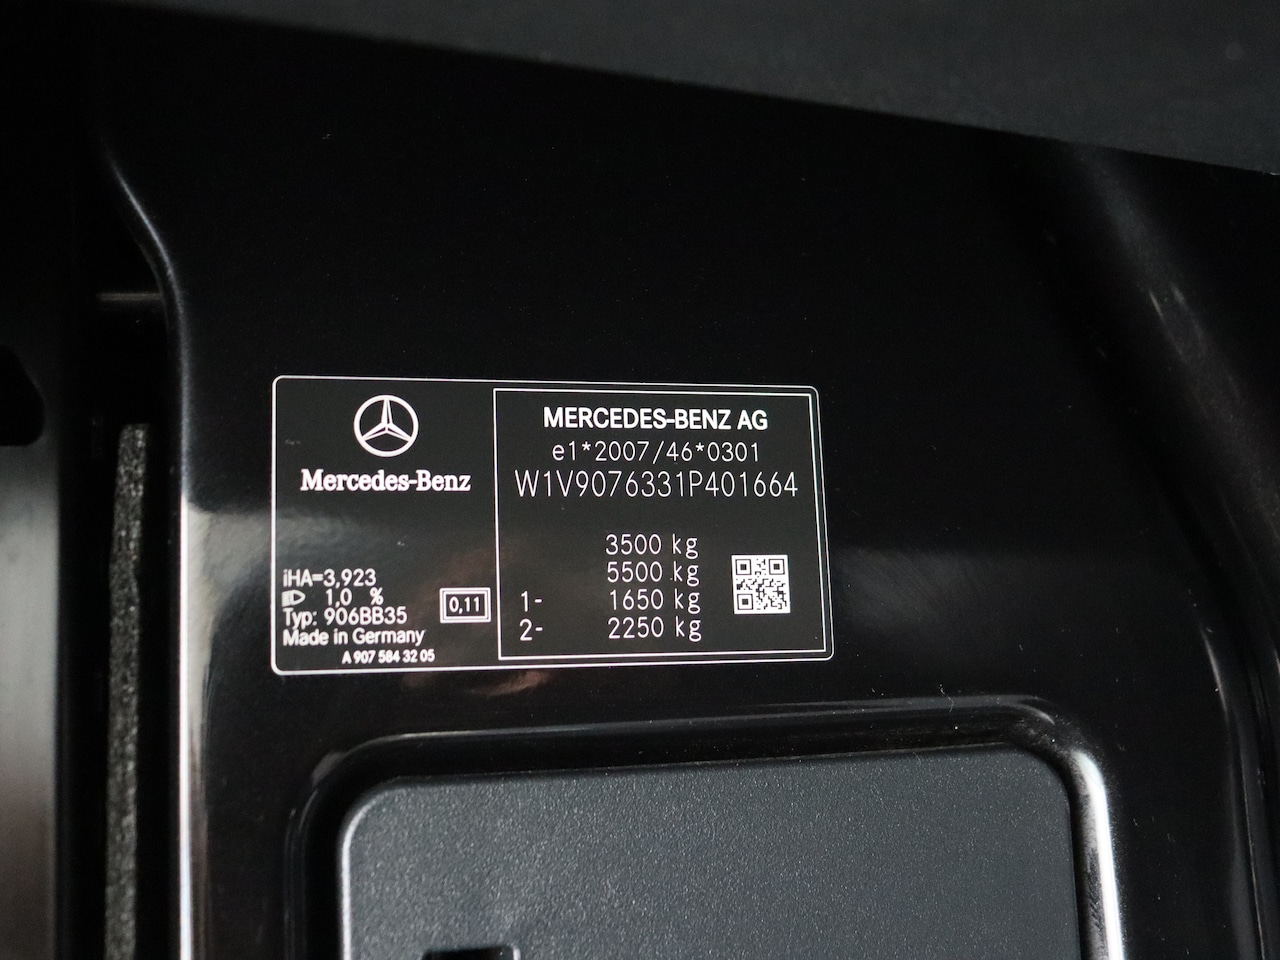 Mercedes-Benz
iHA=3,923
1,0 %
Typ: 906BB35
Made in Germany
A 907 584 32 05
0,11
MERCEDES-BENZ AG
e1*2007/46*0301
W1V9076331P401664
3500 kg
5500 kg
1- 1650 kg
2- 2250 kg